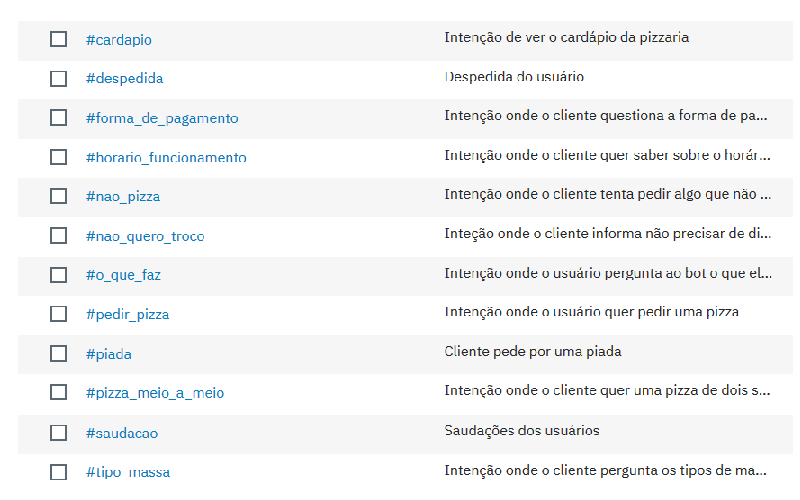 #cardapio Intenção de ver o cardápio da pizzaria
#despedida Despedida do usuário
#forma_de_pagamento Intenção onde o cliente questiona a forma de pa...
#horario_funcionamento Intenção onde o cliente quer saber sobre o horár...
#nao_pizza Intenção onde o cliente tenta pedir algo que não ...
#nao_quero_troco Inteção onde o cliente informa não precisar de di...
#o_que_faz Intenção onde o usuário pergunta ao bot o que el...
#pedir_pizza Intenção onde o usuário quer pedir uma pizza
#piada Cliente pede por uma piada
#pizza_meio_a_meio Intenção onde o cliente quer uma pizza de dois s...
#saudacao Saudações dos usuários
#tipo_massa Intenção onde o cliente pergunta os tipos de ma...